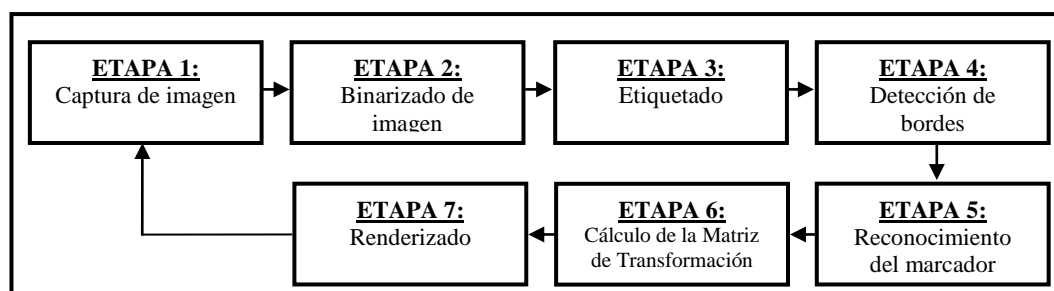 ETAPA 1:
Captura de imagen
ETAPA 2:
Binarizado de
imagen
ETAPA 3:
Etiquetado
ETAPA 4:
Detección de
bordes
ETAPA 5:
Reconocimiento
del marcador
ETAPA 6:
Cálculo de la Matriz
de Transformación
ETAPA 7:
Renderizado